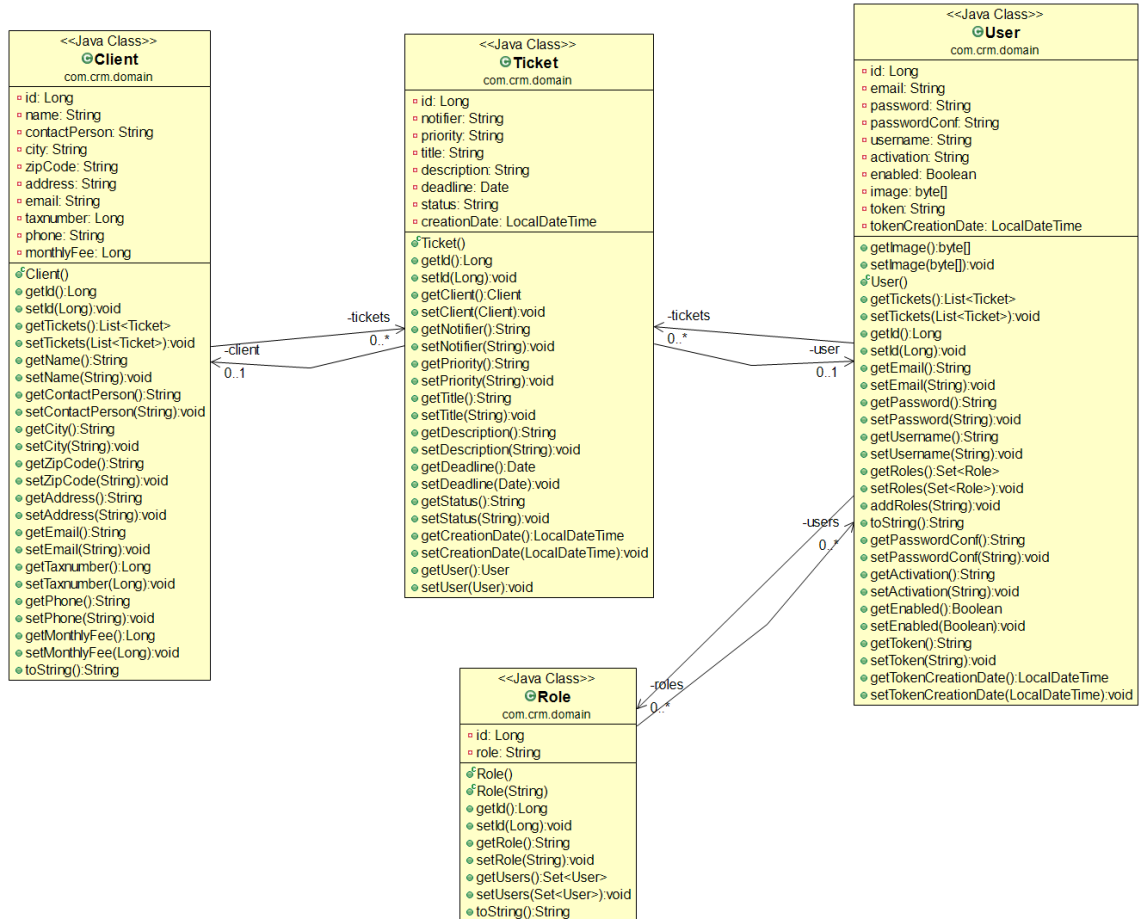 <<Java Class>>
Client
com.crm.domain
id: Long
name: String
contactPerson: String
city: String
zipCode: String
address: String
email: String
taxnumber: Long
phone: String
monthlyFee: Long
Client()
getId():Long
setId(Long):void
getTickets():List<Ticket>
setTickets(List<Ticket>):void
getName():String
setName(String):void
getContactPerson():String
setContactPerson(String):void
getCity():String
setCity(String):void
getZipCode():String
setZipCode(String):void
getAddress():String
setAddress(String):void
getEmail():String
setEmail(String):void
getTaxnumber():Long
setTaxnumber(Long):void
getPhone():String
setPhone(String):void
getMonthlyFee():Long
setMonthlyFee(Long):void
toString():String
-tickets
0..*
-client
0..1
<<Java Class>>
Ticket
com.crm.domain
id: Long
notifier: String
priority: String
title: String
description: String
deadline: Date
status: String
creationDate: LocalDateTime
Ticket()
getId():Long
setId(Long):void
getClient():Client
setClient(Client):void
getNotifier():String
setNotifier(String):void
getPriority():String
setPriority(String):void
getTitle():String
setTitle(String):void
getDescription():String
setDescription(String):void
getDeadline():Date
setDeadline(Date):void
getStatus():String
setStatus(String):void
getCreationDate():LocalDateTime
setCreationDate(LocalDateTime):void
getUser():User
setUser(User):void
-tickets
0..*
-user
0..1
<<Java Class>>
User
com.crm.domain
id: Long
email: String
password: String
passwordConf: String
username: String
activation: String
enabled: Boolean
image: byte[]
token: String
tokenCreationDate: LocalDateTime
getImage():byte[]
setImage(byte[]):void
User()
getTickets():List<Ticket>
setTickets(List<Ticket>):void
getId():Long
setId(Long):void
getEmail():String
setEmail(String):void
getPassword():String
setPassword(String):void
getUsername():String
setUsername(String):void
getRoles():Set<Role>
setRoles(Set<Role>):void
addRoles(String):void
toString():String
getPasswordConf():String
setPasswordConf(String):void
getActivation():String
setActivation(String):void
getEnabled():Boolean
setEnabled(Boolean):void
getToken():String
setToken(String):void
getTokenCreationDate():LocalDateTime
setTokenCreationDate(LocalDateTime):void
-users
0..*
-roles
0..*
<<Java Class>>
Role
com.crm.domain
id: Long
role: String
Role()
Role(String)
getId():Long
setId(Long):void
getRole():String
setRole(String):void
getUsers():Set<User>
setUsers(Set<User>):void
toString():String